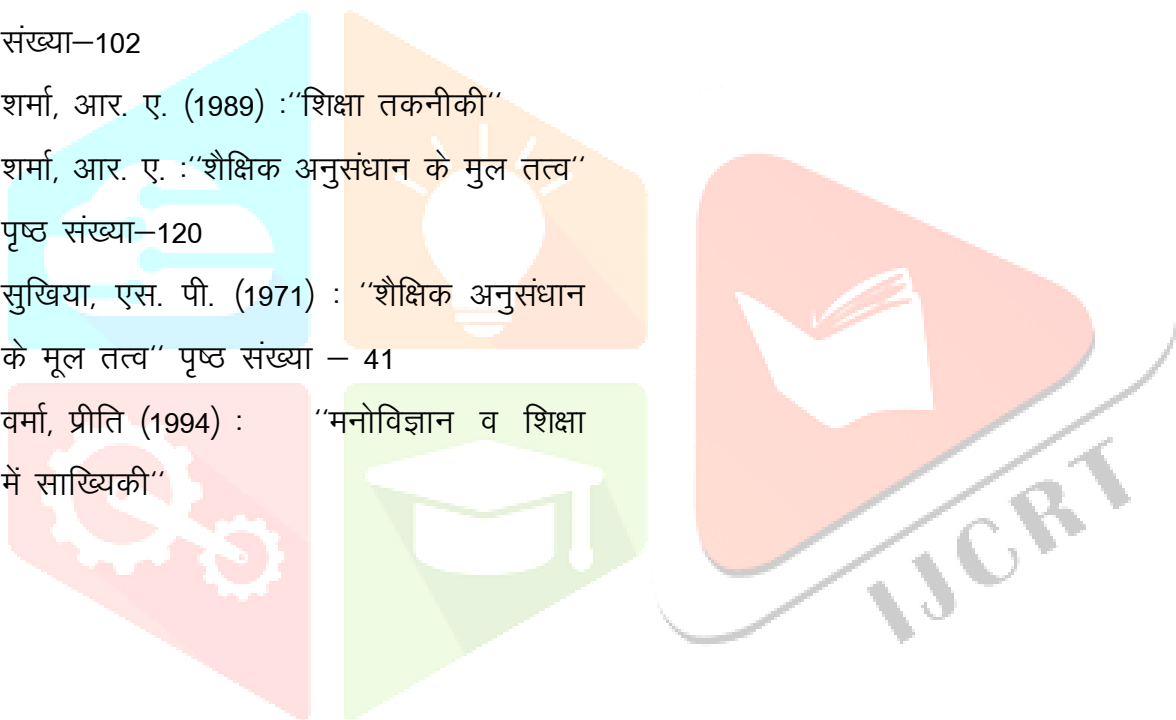 संख्या–102
शर्मा, आर. ए. (1989) :''शिक्षा तकनीकी''
शर्मा, आर. ए. :''शैक्षिक अनुसंधान के मुल तत्व''
पृष्ठ संख्या–120
सुखिया, एस. पी. (1971) : ''शैक्षिक अनुसंधान
के मूल तत्व'' पृष्ठ संख्या – 41
वर्मा, प्रीति (1994) : ''मनोविज्ञान व शिक्षा
में साख्यिकी''
IJCRT